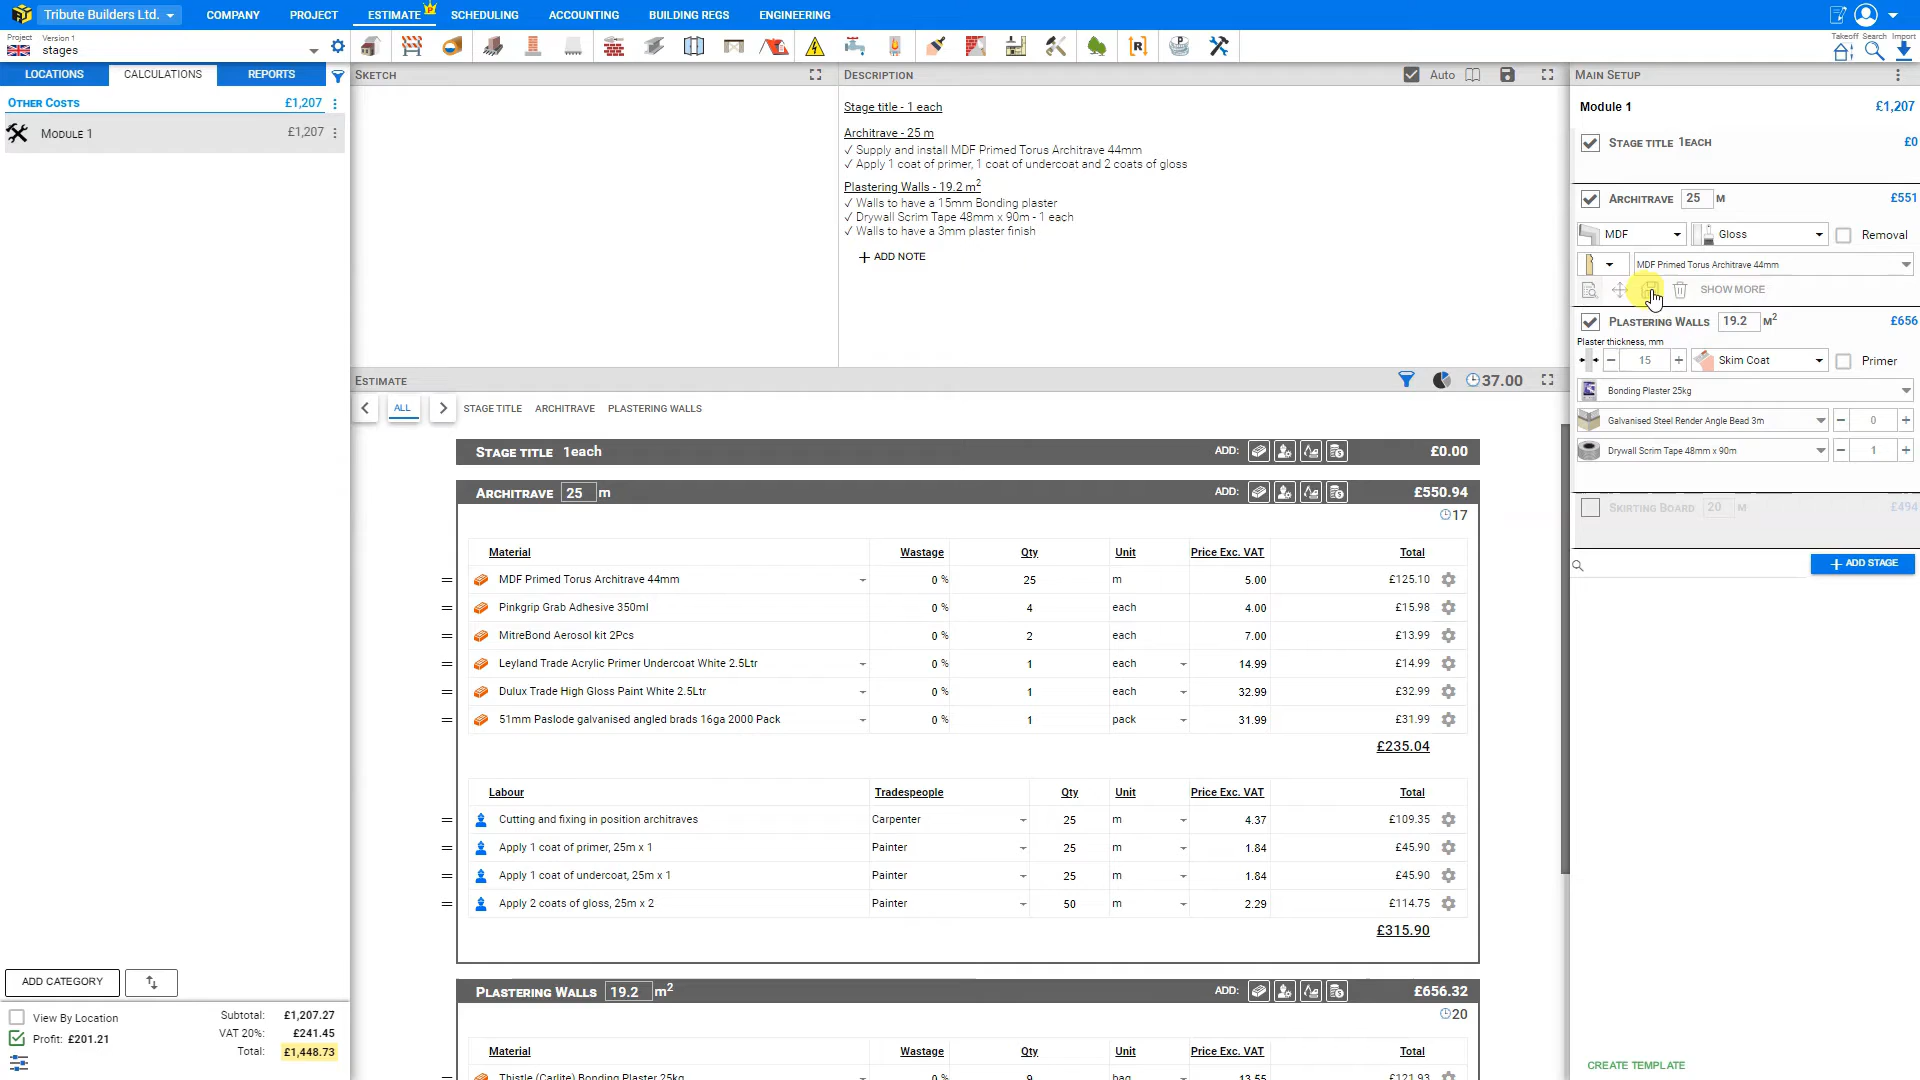 Tribute Builders Ltd.
COMPANY
PROJECT
ESTIMATE
P
SCHEDULING
ACCOUNTING
BUILDING REGS
ENGINEERING
Project
Version 1
stages
Takeoff
Search
Import
LOCATIONS
CALCULATIONS
REPORTS
SKETCH
DESCRIPTION
Auto
MAIN SETUP
OTHER COSTS £1,207
MODULE 1 £1,207
Stage title - 1 each
Architrave - 25 m
✓ Supply and install MDF Primed Torus Architrave 44mm
✓ Apply 1 coat of primer, 1 coat of undercoat and 2 coats of gloss
Plastering Walls - 19.2 m2
✓ Walls to have a 15mm Bonding plaster
✓ Drywall Scrim Tape 48mm x 90m - 1 each
✓ Walls to have a 3mm plaster finish
+ ADD NOTE
Module 1 £1,207
STAGE TITLE 1EACH £0
ARCHITRAVE 25 M £551
MDF
Gloss
Removal
MDF Primed Torus Architrave 44mm
SHOW MORE
PLASTERING WALLS 19.2 M2 £656
Plaster thickness, mm
− 15 +
Skim Coat
Primer
Bonding Plaster 25kg
Galvanised Steel Render Angle Bead 3m − 0 +
Drywall Scrim Tape 48mm x 90m − 1 +
SKIRTING BOARD 20 M £494
+ ADD STAGE
ESTIMATE
37.00
ALL
STAGE TITLE
ARCHITRAVE
PLASTERING WALLS
STAGE TITLE 1each ADD: £0.00
ARCHITRAVE 25 m ADD: £550.94
17
Material Wastage Qty Unit Price Exc. VAT Total
MDF Primed Torus Architrave 44mm 0 % 25 m 5.00 £125.10
Pinkgrip Grab Adhesive 350ml 0 % 4 each 4.00 £15.98
MitreBond Aerosol kit 2Pcs 0 % 2 each 7.00 £13.99
Leyland Trade Acrylic Primer Undercoat White 2.5Ltr 0 % 1 each 14.99 £14.99
Dulux Trade High Gloss Paint White 2.5Ltr 0 % 1 each 32.99 £32.99
51mm Paslode galvanised angled brads 16ga 2000 Pack 0 % 1 pack 31.99 £31.99
£235.04
Labour Tradespeople Qty Unit Price Exc. VAT Total
Cutting and fixing in position architraves Carpenter 25 m 4.37 £109.35
Apply 1 coat of primer, 25m x 1 Painter 25 m 1.84 £45.90
Apply 1 coat of undercoat, 25m x 1 Painter 25 m 1.84 £45.90
Apply 2 coats of gloss, 25m x 2 Painter 50 m 2.29 £114.75
£315.90
PLASTERING WALLS 19.2 m2 ADD: £656.32
20
Material Wastage Qty Unit Price Exc. VAT Total
Thistle (Carlite) Bonding Plaster 25kg 0 % 9 bag 13.55 £121.93
ADD CATEGORY
View By Location
Profit: £201.21
Subtotal: £1,207.27
VAT 20%: £241.45
Total: £1,448.73
CREATE TEMPLATE